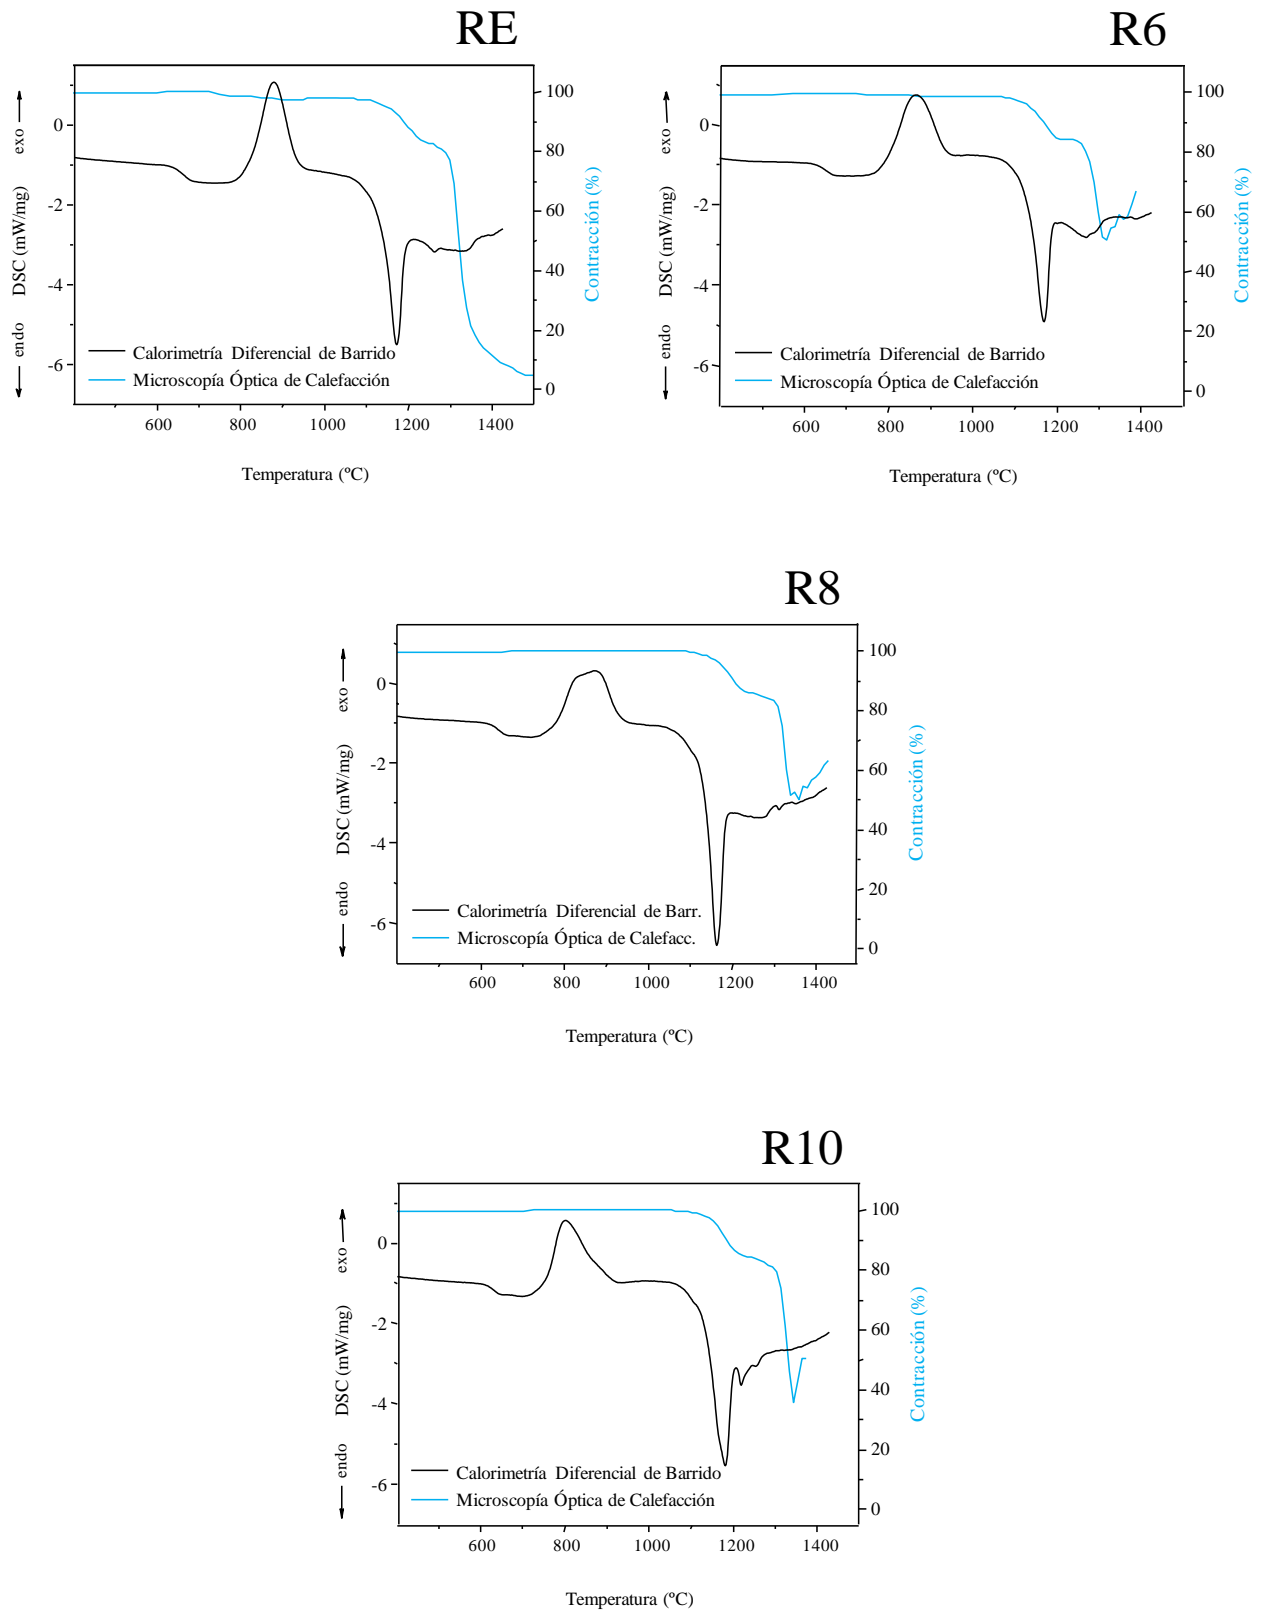 RE
exo
DSC (mW/mg)
endo
0
-2
-4
-6
100
80
60
40
20
0
Contracción (%)
Calorimetría Diferencial de Barrido
Microscopía Óptica de Calefacción
600 800 1000 1200 1400
Temperatura (ºC)
R6
exo
DSC (mW/mg)
endo
0
-2
-4
-6
100
80
60
40
20
0
Contracción (%)
Calorimetría Diferencial de Barrido
Microscopía Óptica de Calefacción
600 800 1000 1200 1400
Temperatura (ºC)
R8
exo
DSC (mW/mg)
endo
0
-2
-4
-6
100
80
60
40
20
0
Contracción (%)
Calorimetría Diferencial de Barr.
Microscopía Óptica de Calefacc.
600 800 1000 1200 1400
Temperatura (ºC)
R10
exo
DSC (mW/mg)
endo
0
-2
-4
-6
100
80
60
40
20
0
Contracción (%)
Calorimetría Diferencial de Barrido
Microscopía Óptica de Calefacción
600 800 1000 1200 1400
Temperatura (ºC)